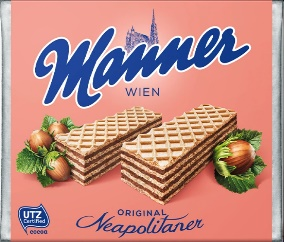 Manner
WIEN
ORIGINAL
Neapolitaner
UTZ
Certified
cocoa